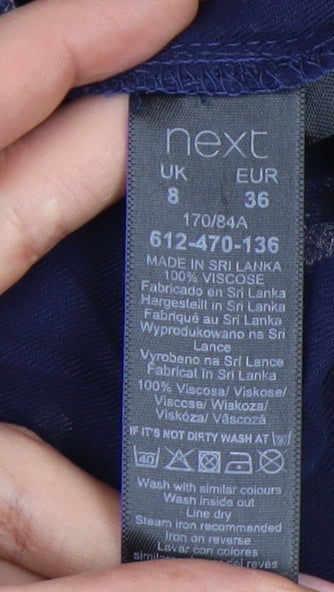 next
UK EUR
8 36
170/84A
612-470-136
MADE IN SRI LANKA
100% VISCOSE
Fabricado en Sri Lanka
Hergestellt in Sri Lanka
Fabriqué au Sri Lanka
Wyprodukowano na Sri
Lance
Vyrobeno na Sri Lance
Fabricat în Sri Lanka
100% Viscosa/ Viskose/
Viscose/ Wiskoza/
Viskóza/ Vâscoză
IF IT'S NOT DIRTY WASH AT
40
Wash with similar colours
Wash inside out
Line dry
Steam iron recommended
Iron on reverse
Lavar con colores
del revés